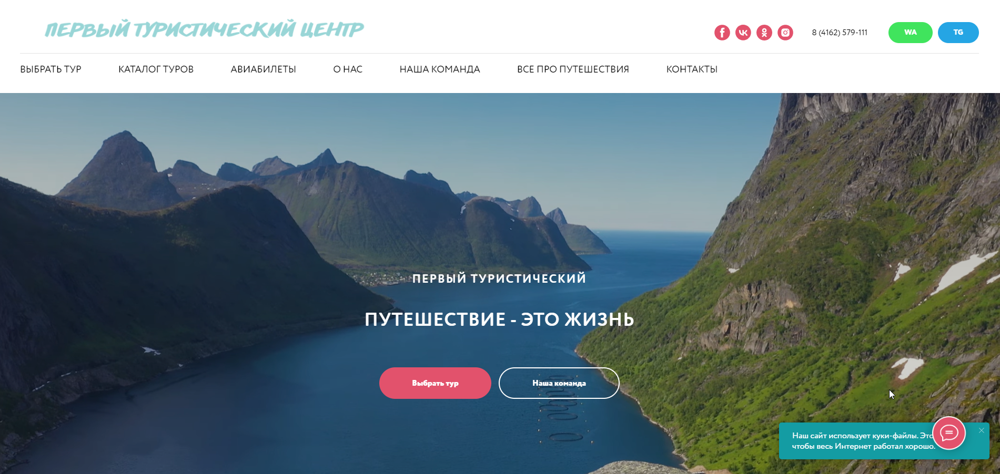 ПЕРВЫЙ ТУРИСТИЧЕСКИЙ ЦЕНТР
8 (4162) 579-111
WA
TG
ВЫБРАТЬ ТУР
КАТАЛОГ ТУРОВ
АВИАБИЛЕТЫ
О НАС
НАША КОМАНДА
ВСЕ ПРО ПУТЕШЕСТВИЯ
КОНТАКТЫ
ПЕРВЫЙ ТУРИСТИЧЕСКИЙ
ПУТЕШЕСТВИЕ - ЭТО ЖИЗНЬ
Выбрать тур
Наша команда
Наш сайт использует куки-файлы. Это
чтобы весь Интернет работал хорошо.